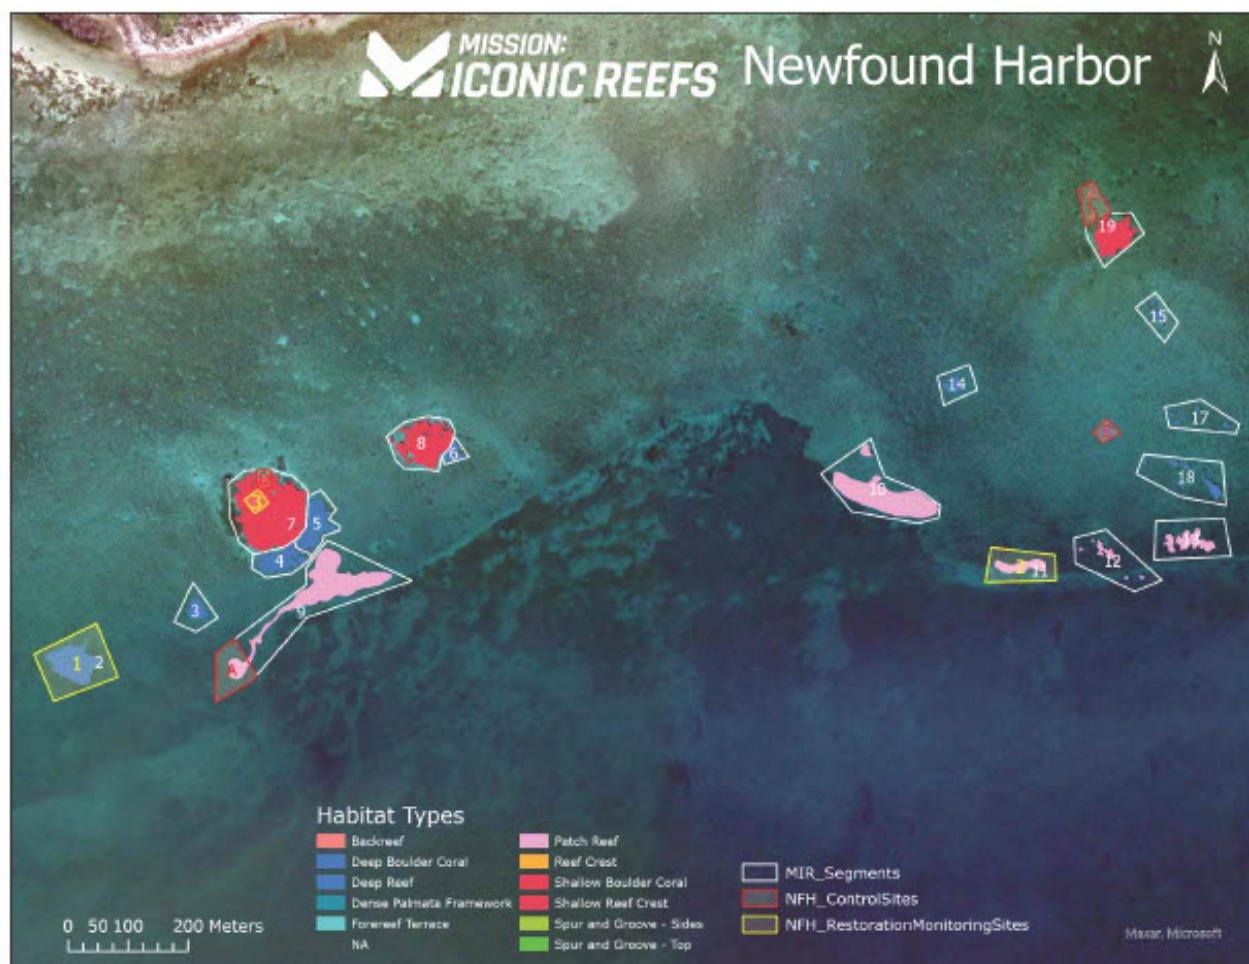 MISSION:
ICONIC REEFS
Newfound Harbor
N
19
15
14
17
8
6
16
18
3
7
5
4
12
2
11
3
9
1
2
A
Habitat Types
Backreef
Deep Boulder Coral
Deep Reef
Dense Palmata Framework
Forereef Terrace
NA
Patch Reef
Reef Crest
Shallow Boulder Coral
Shallow Reef Crest
Spur and Groove - Sides
Spur and Groove - Top
MIR_Segments
NFH_ControlSites
NFH_RestorationMonitoringSites
0 50 100 200 Meters
Maxar, Microsoft